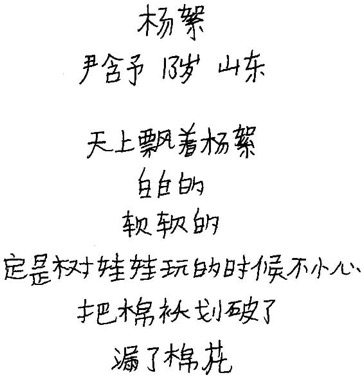 杨絮
尹含予 13岁 山东
天上飘着杨絮
白白的
软软的
定是树娃娃玩的时候不小心
把棉袄划破了
漏了棉花